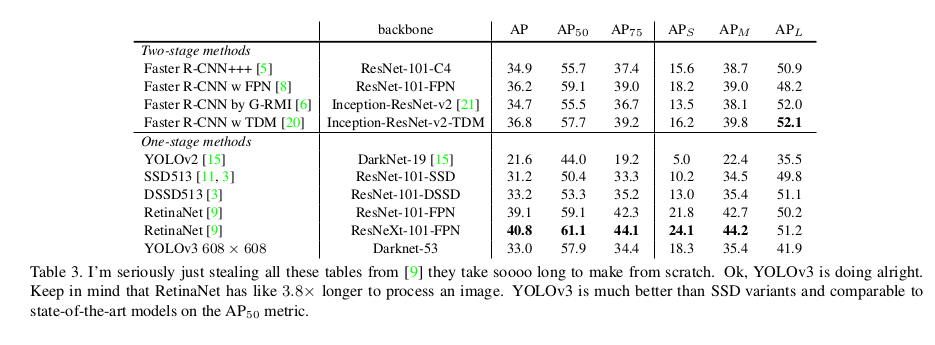 backbone AP AP50 AP75 APS APM APL
Two-stage methods
Faster R-CNN+++ [5] ResNet-101-C4 34.9 55.7 37.4 15.6 38.7 50.9
Faster R-CNN w FPN [8] ResNet-101-FPN 36.2 59.1 39.0 18.2 39.0 48.2
Faster R-CNN by G-RMI [6] Inception-ResNet-v2 [21] 34.7 55.5 36.7 13.5 38.1 52.0
Faster R-CNN w TDM [20] Inception-ResNet-v2-TDM 36.8 57.7 39.2 16.2 39.8 52.1
One-stage methods
YOLOv2 [15] DarkNet-19 [15] 21.6 44.0 19.2 5.0 22.4 35.5
SSD513 [11, 3] ResNet-101-SSD 31.2 50.4 33.3 10.2 34.5 49.8
DSSD513 [3] ResNet-101-DSSD 33.2 53.3 35.2 13.0 35.4 51.1
RetinaNet [9] ResNet-101-FPN 39.1 59.1 42.3 21.8 42.7 50.2
RetinaNet [9] ResNeXt-101-FPN 40.8 61.1 44.1 24.1 44.2 51.2
YOLOv3 608 × 608 Darknet-53 33.0 57.9 34.4 18.3 35.4 41.9
Table 3. I'm seriously just stealing all these tables from [9] they take soooo long to make from scratch. Ok, YOLOv3 is doing alright.
Keep in mind that RetinaNet has like 3.8× longer to process an image. YOLOv3 is much better than SSD variants and comparable to
state-of-the-art models on the AP50 metric.